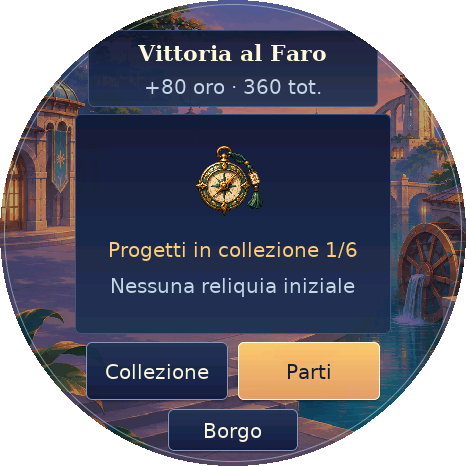 Vittoria al Faro
+80 oro · 360 tot.
Progetti in collezione 1/6
Nessuna reliquia iniziale
Collezione
Parti
Borgo